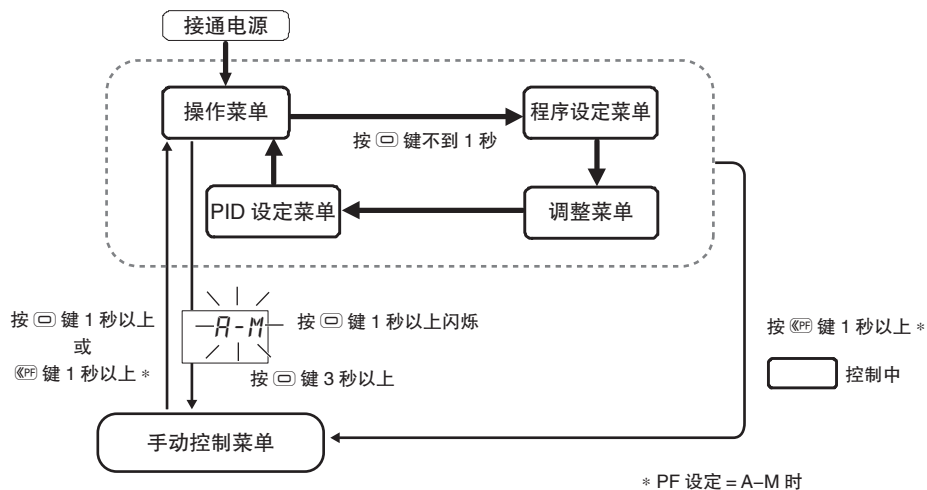 接通电源
操作菜单
程序设定菜单
按 键不到 1 秒
PID 设定菜单
调整菜单
按 键 1 秒以上
或
《PF 键 1 秒以上 *
A-M
按 键 1 秒以上闪烁
按 键 3 秒以上
按 《PF 键 1 秒以上 *
控制中
手动控制菜单
* PF 设定 = A–M 时